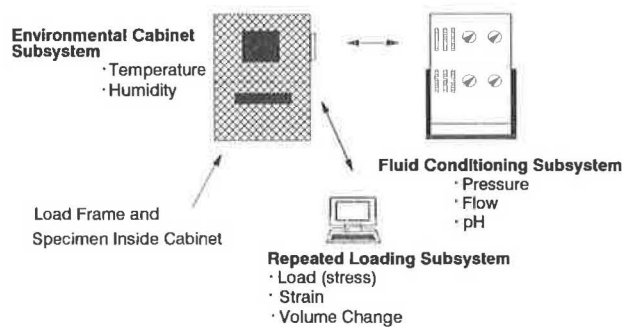 Environmental Cabinet
Subsystem
· Temperature
· Humidity
Fluid Conditioning Subsystem
· Pressure
· Flow
· pH
Load Frame and
Specimen Inside Cabinet
Repeated Loading Subsystem
· Load (stress)
· Strain
· Volume Change